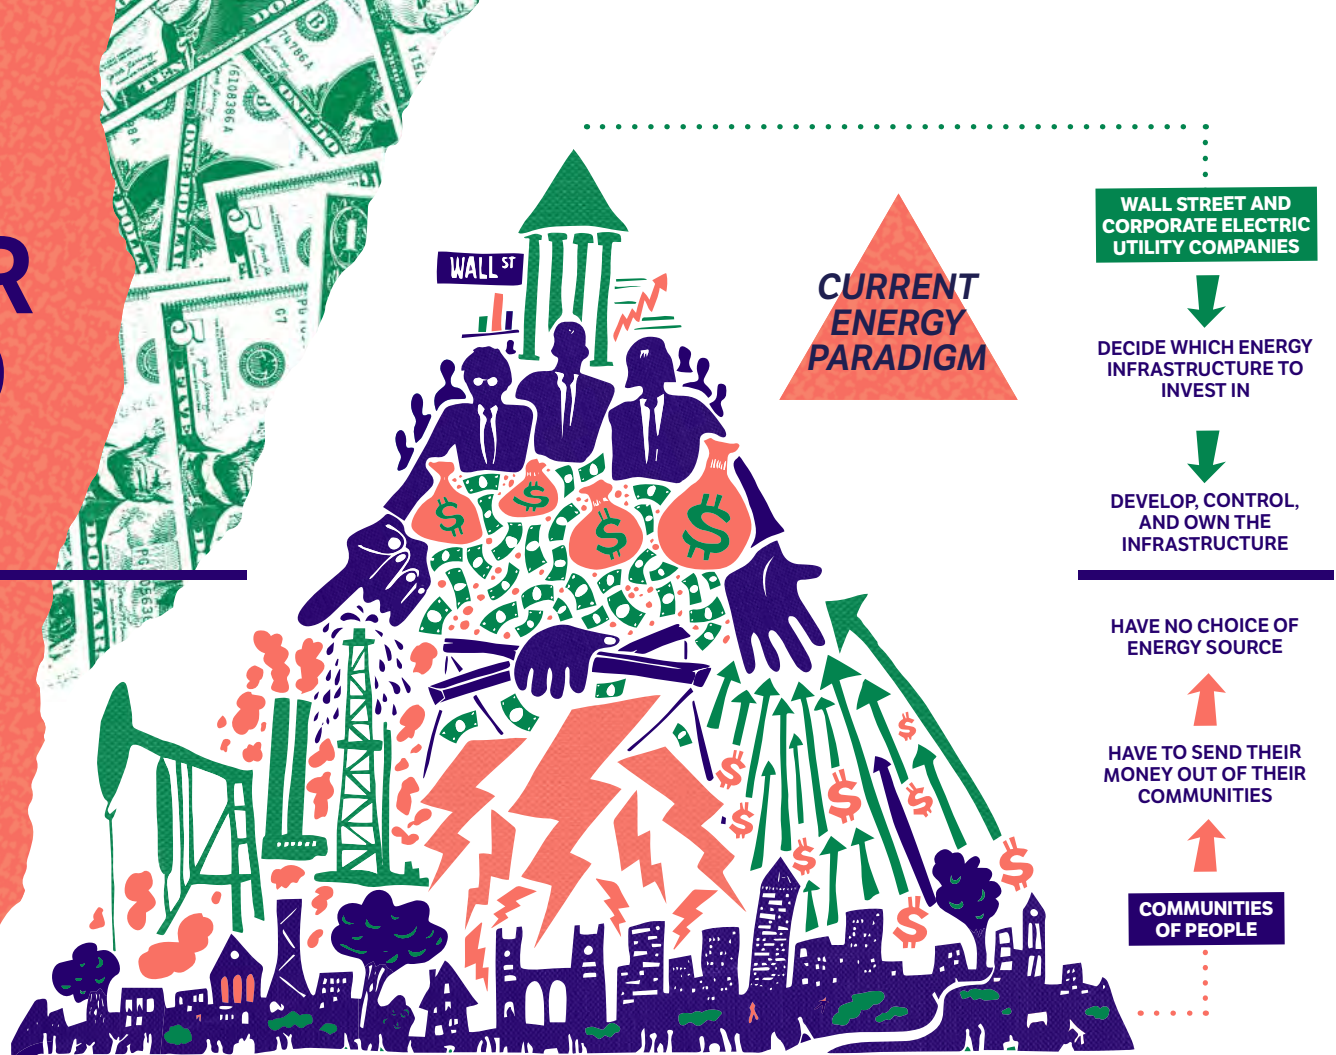 R
WALL ST
CURRENT
ENERGY
PARADIGM
WALL STREET AND
CORPORATE ELECTRIC
UTILITY COMPANIES
DECIDE WHICH ENERGY
INFRASTRUCTURE TO
INVEST IN
DEVELOP, CONTROL,
AND OWN THE
INFRASTRUCTURE
HAVE NO CHOICE OF
ENERGY SOURCE
HAVE TO SEND THEIR
MONEY OUT OF THEIR
COMMUNITIES
COMMUNITIES
OF PEOPLE